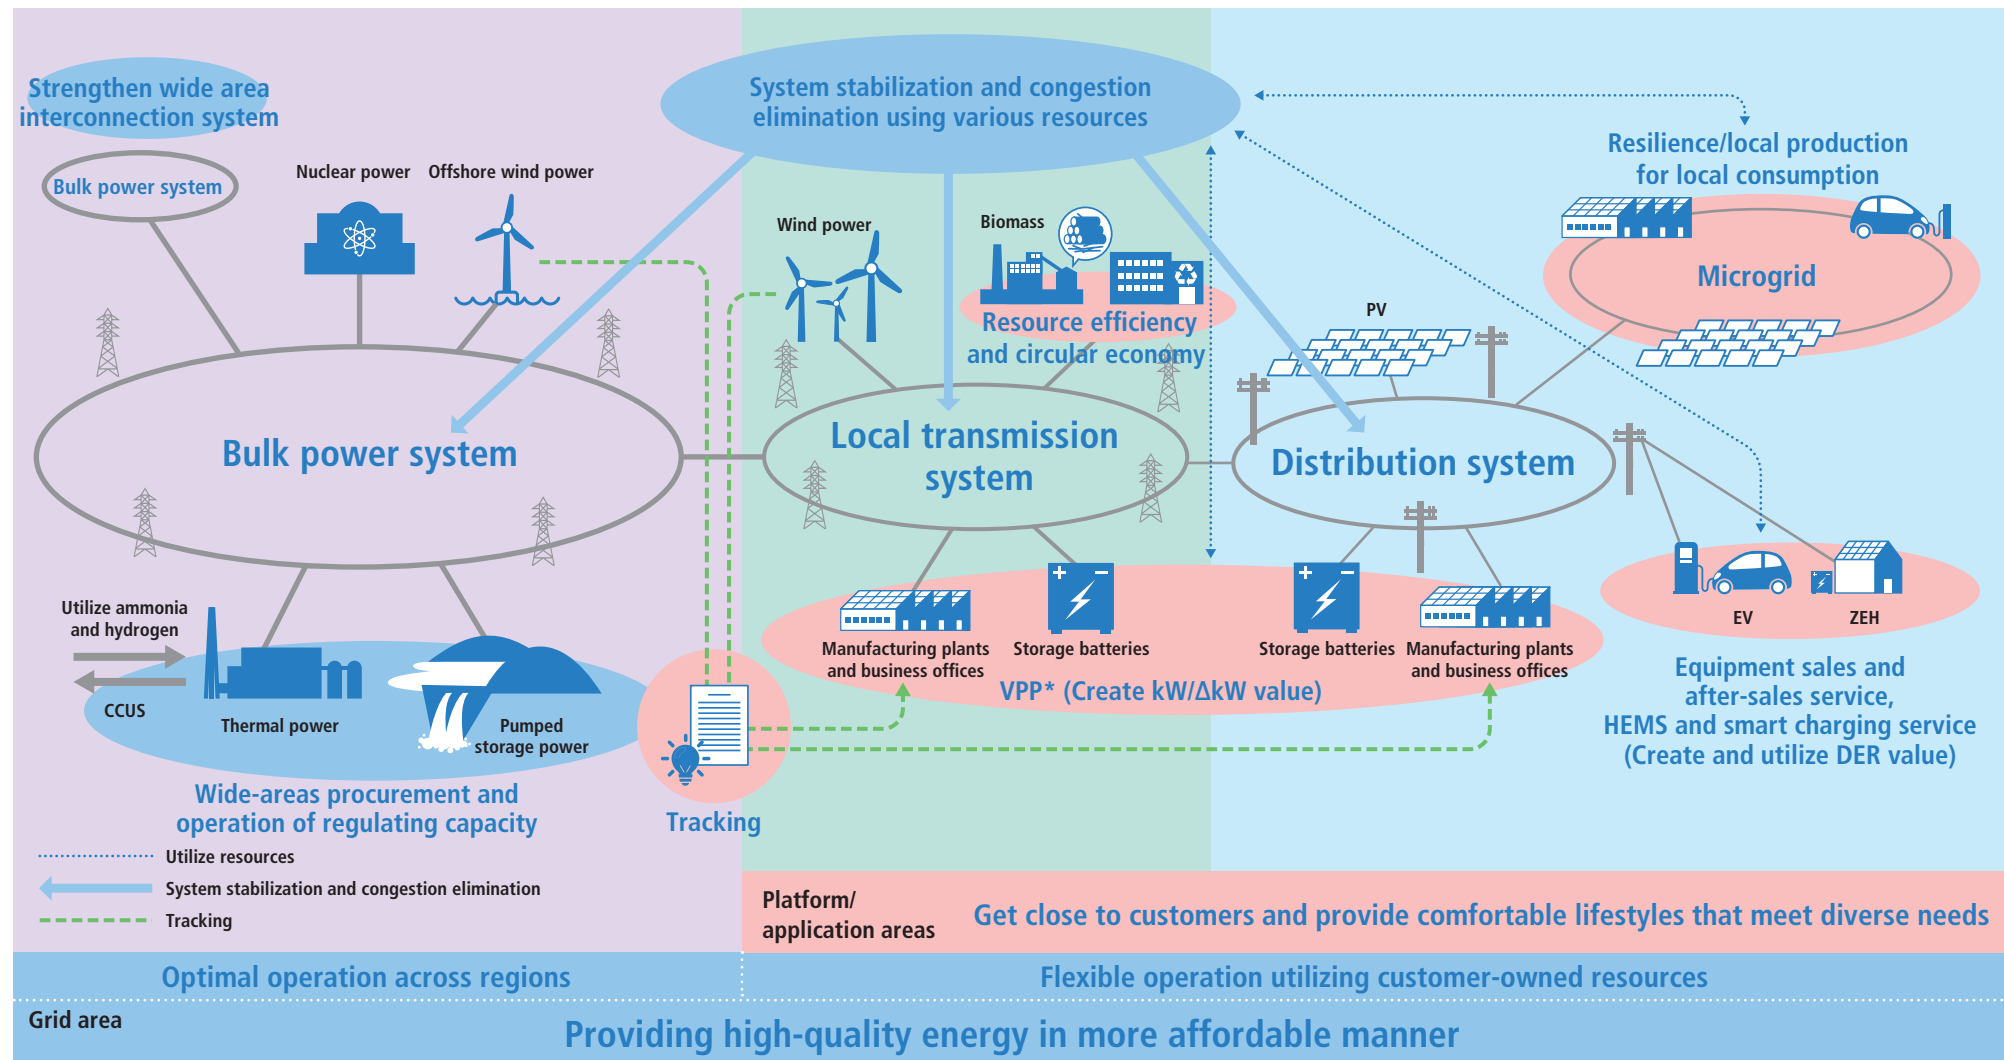 Strengthen wide area
interconnection system
System stabilization and congestion
elimination using various resources
Bulk power system
Nuclear power
Offshore wind power
Wind power
Biomass
Resource efficiency
and circular economy
Resilience/local production
for local consumption
Microgrid
PV
Bulk power system
Local transmission
system
Distribution system
Utilize ammonia
and hydrogen
CCUS
Thermal power
Pumped
storage power
Wide-areas procurement and
operation of regulating capacity
Tracking
Manufacturing plants
and business offices
Storage batteries
Storage batteries
Manufacturing plants
and business offices
VPP* (Create kW/ΔkW value)
EV
ZEH
Equipment sales and
after-sales service,
HEMS and smart charging service
(Create and utilize DER value)
Utilize resources
System stabilization and congestion elimination
Tracking
Platform/
application areas
Get close to customers and provide comfortable lifestyles that meet diverse needs
Optimal operation across regions
Flexible operation utilizing customer-owned resources
Grid area
Providing high-quality energy in more affordable manner